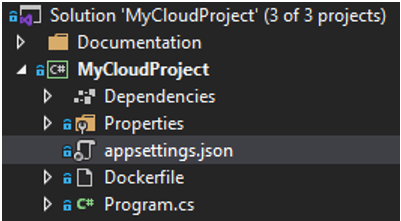 Solution 'MyCloudProject' (3 of 3 projects)
Documentation
C# MyCloudProject
Dependencies
Properties
appsettings.json
Dockerfile
C# Program.cs